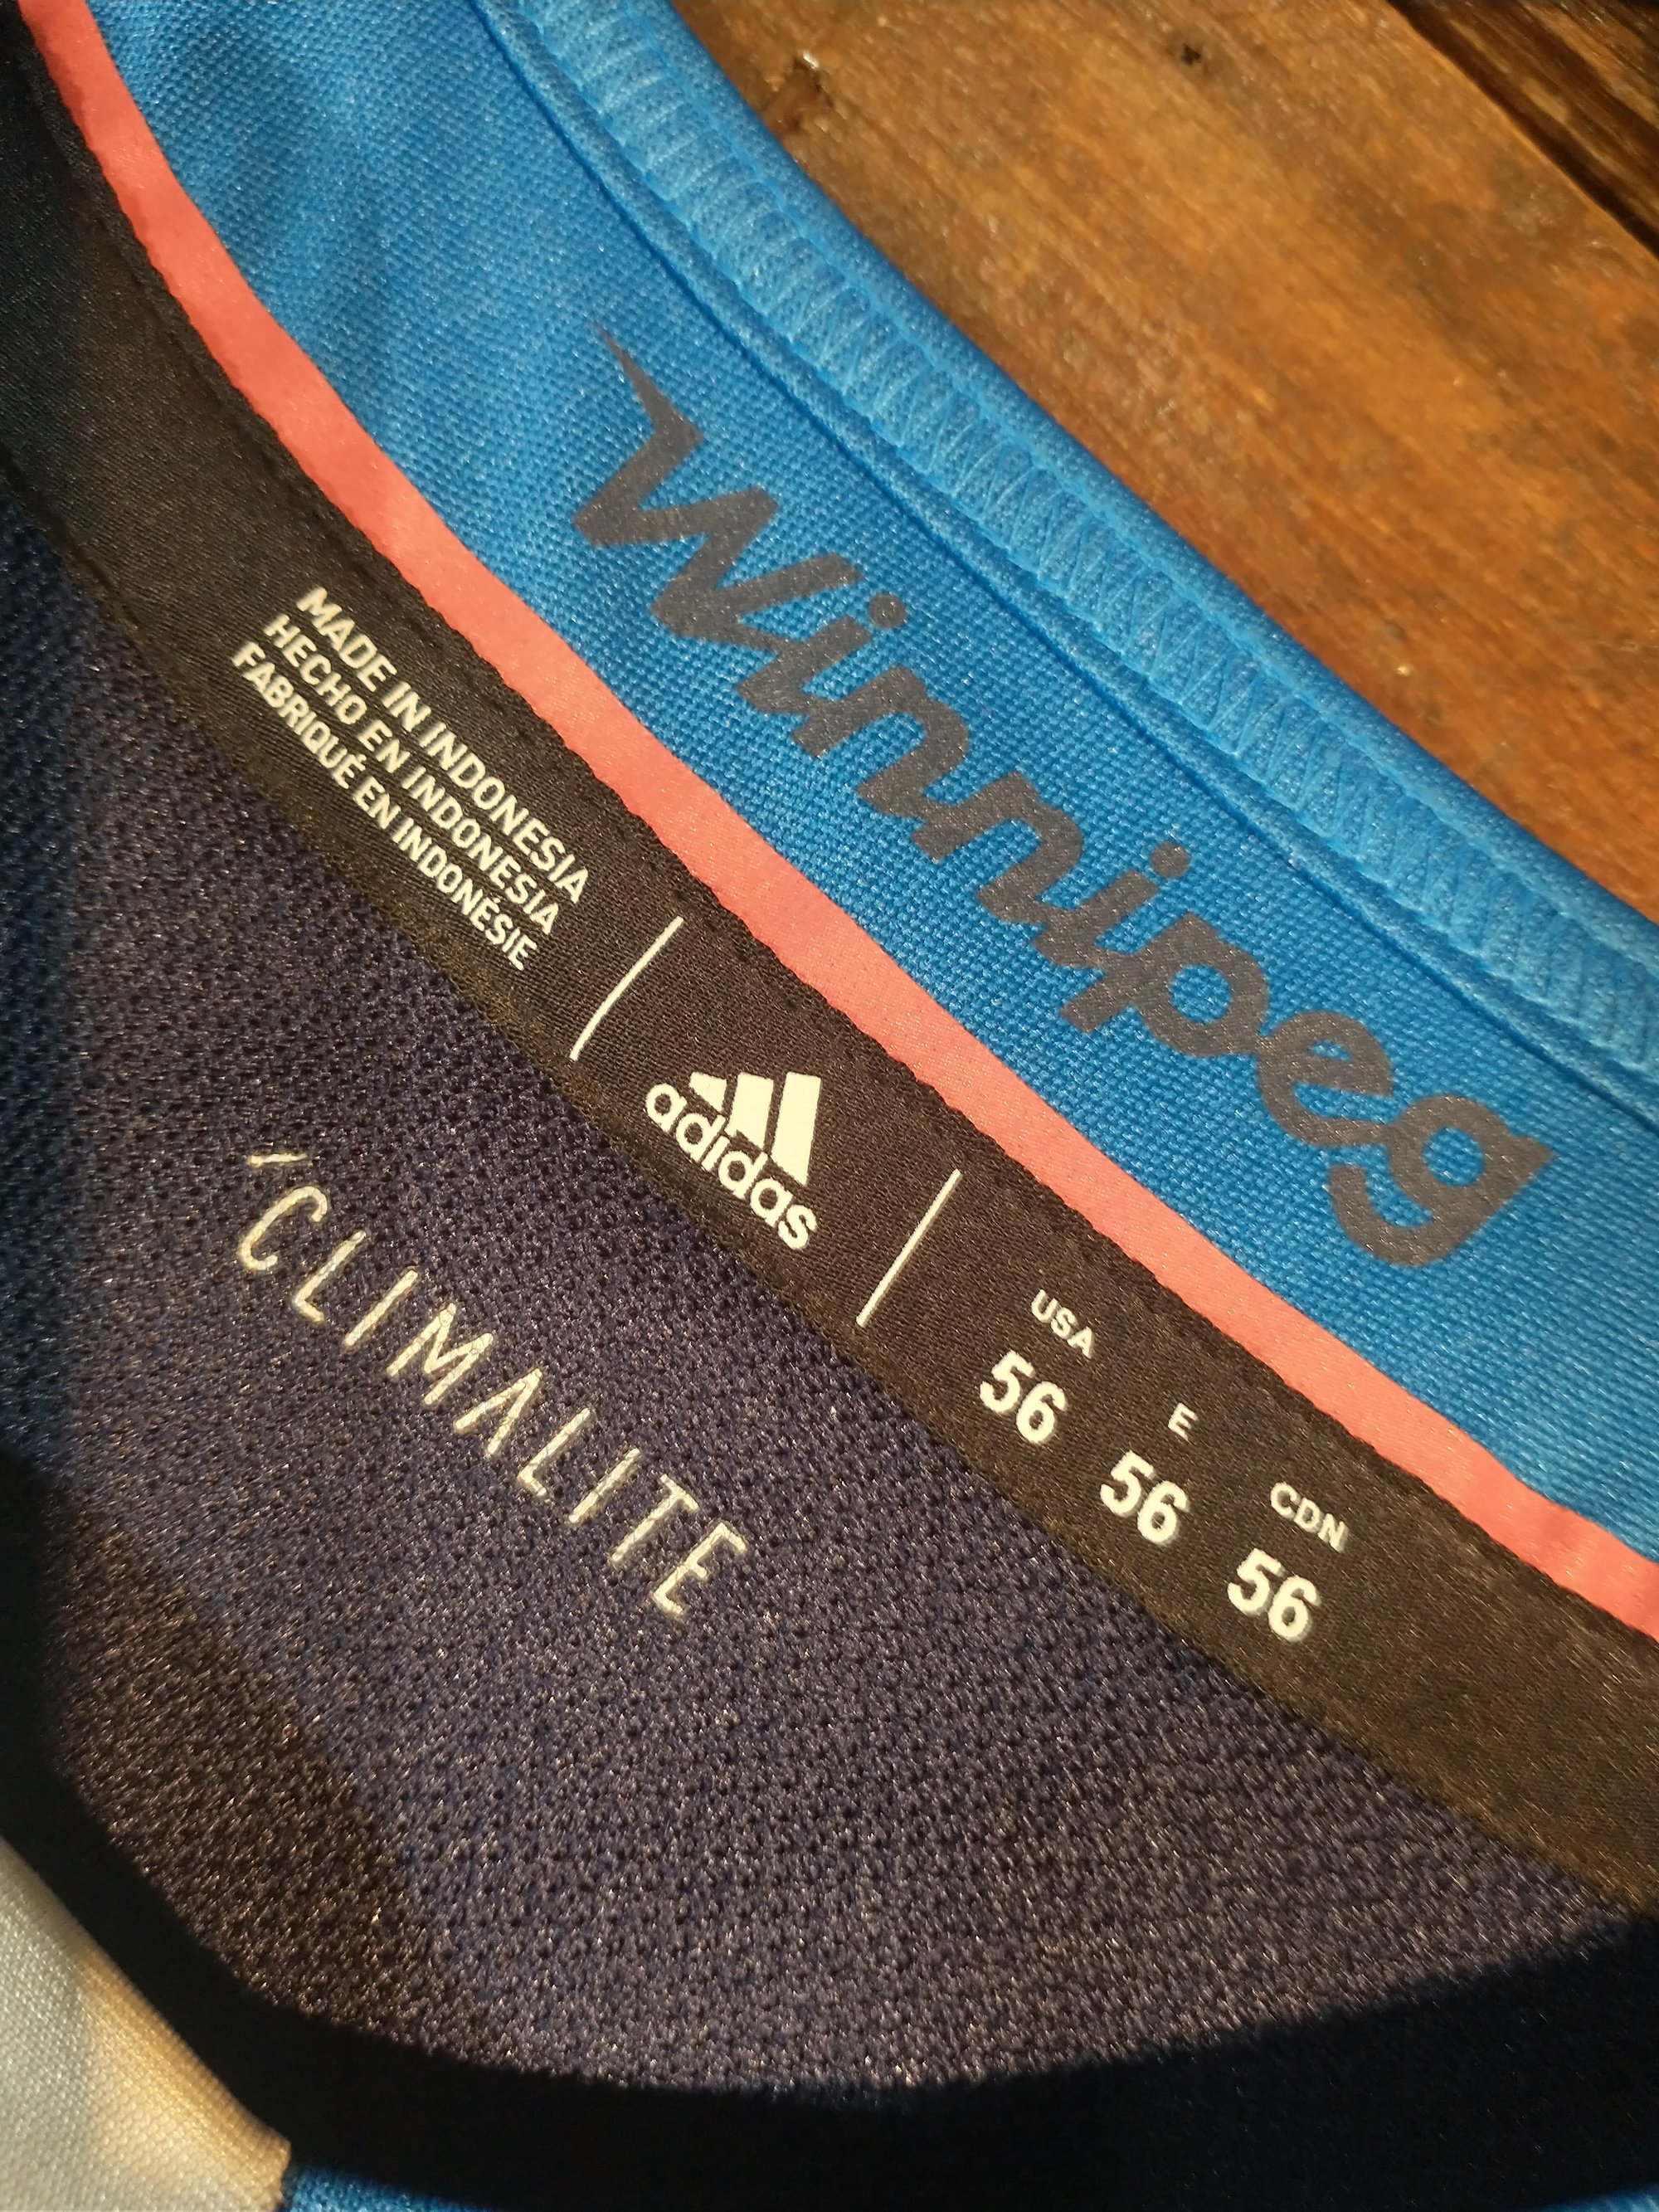 Winnipeg
MADE IN INDONESIA
HECHO EN INDONESIA
FABRIQUÉ EN INDONÉSIE
adidas
USA E CDN
56 56 56
'CLIMALITE